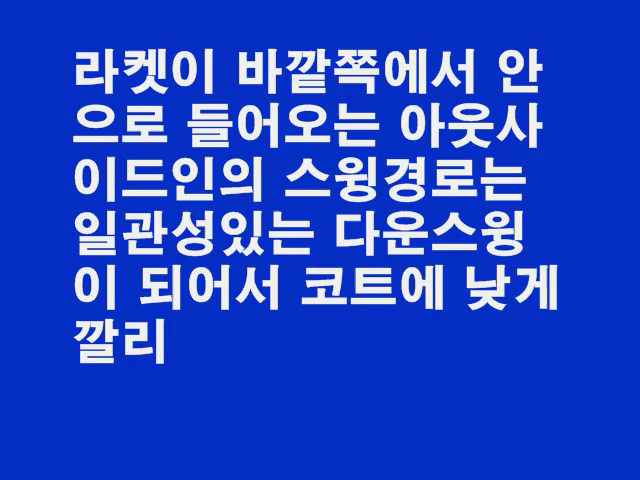 라켓이 바깥쪽에서 안
으로 들어오는 아웃사
이드인의 스윙경로는
일관성있는 다운스윙
이 되어서 코트에 낮게
깔리